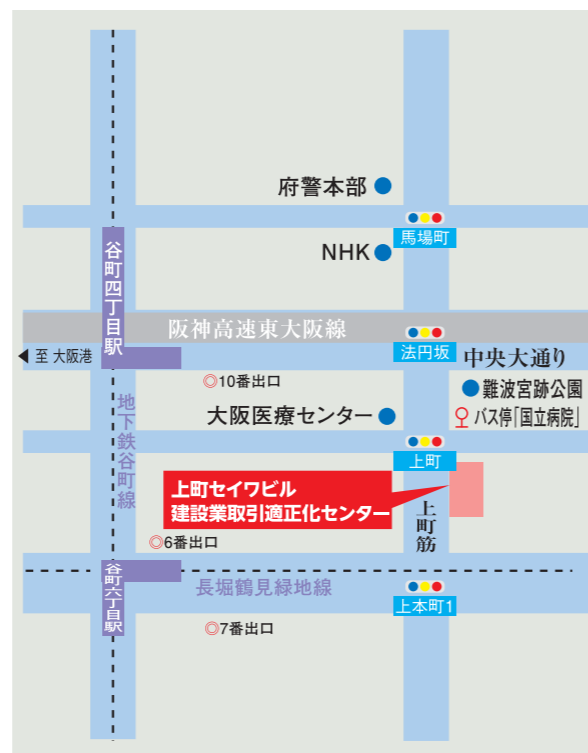 府警本部
馬場町
NHK
谷町四丁目駅
阪神高速東大阪線
至 大阪港
法円坂
中央大通り
◎10番出口
難波宮跡公園
大阪医療センター
バス停「国立病院」
地下鉄谷町線
上町
上町セイワビル
建設業取引適正化センター
上町筋
◎6番出口
谷町六丁目駅
長堀鶴見緑地線
上本町1
◎7番出口